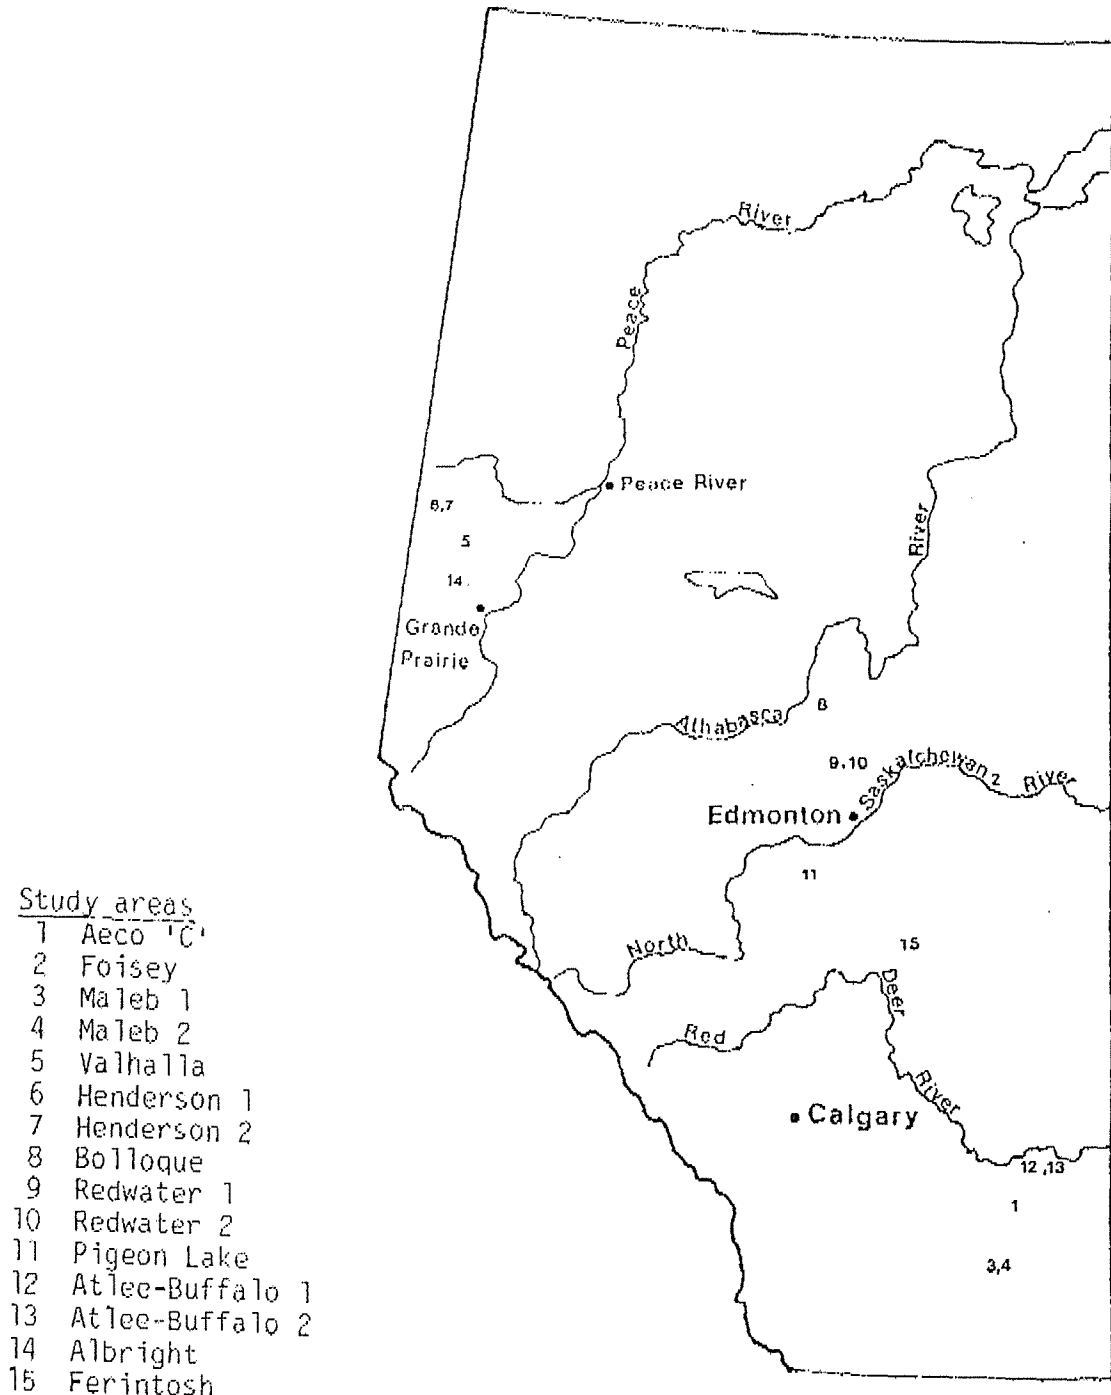 River
Peace
Peace River
6,7
5
14
River
Grande
Prairie
Athabasca
8
9,10
Saskatchewan
2
River
Edmonton
11
North
15
Deer
Red
River
Calgary
12,13
1
3,4
Study areas
1 Aeco 'C'
2 Foisey
3 Maleb 1
4 Maleb 2
5 Valhalla
6 Henderson 1
7 Henderson 2
8 Bolloque
9 Redwater 1
10 Redwater 2
11 Pigeon Lake
12 Atlee-Buffalo 1
13 Atlee-Buffalo 2
14 Albright
15 Ferintosh